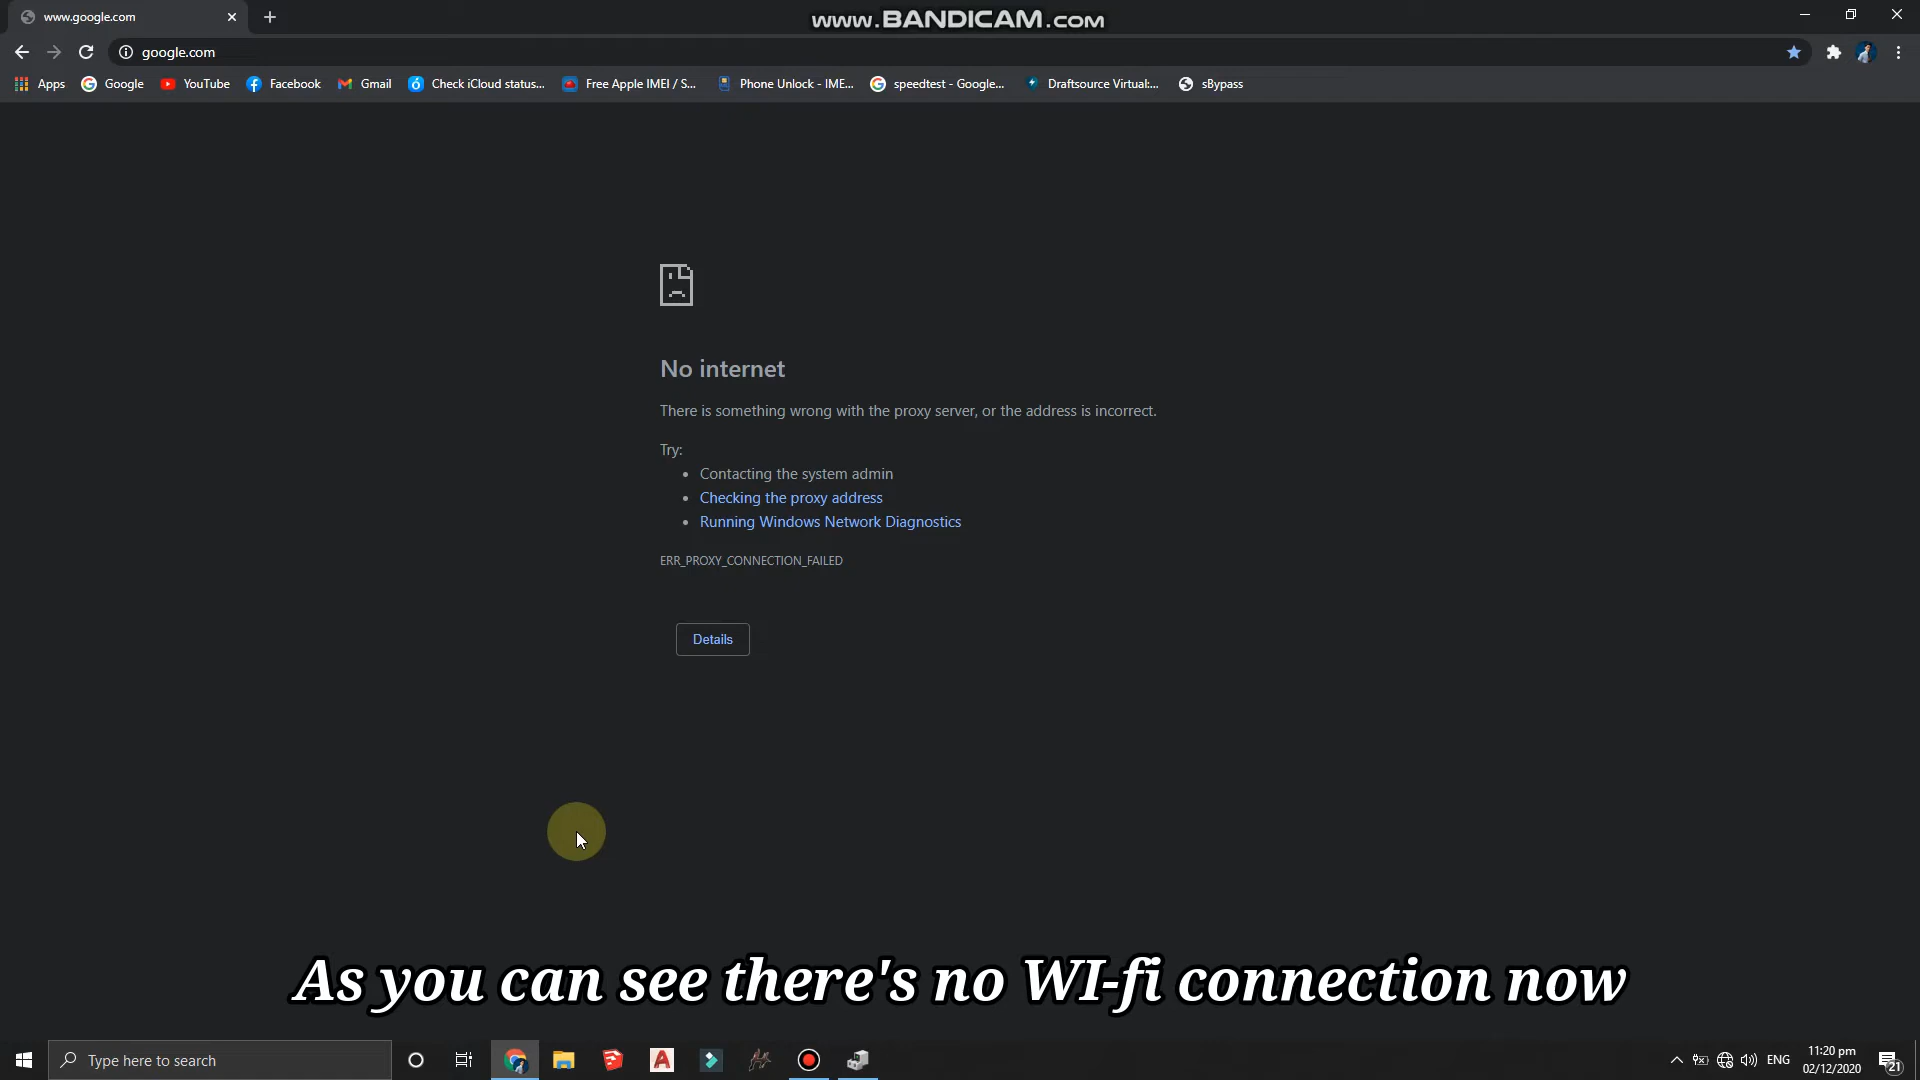 www.google.com
www.BANDICAM.com
google.com
Apps
Google
YouTube
Facebook
Gmail
Check iCloud status...
Free Apple IMEI / S...
Phone Unlock - IME...
speedtest - Google...
Draftsource Virtual:...
sBypass
No internet
There is something wrong with the proxy server, or the address is incorrect.
Try:
Contacting the system admin
Checking the proxy address
Running Windows Network Diagnostics
ERR_PROXY_CONNECTION_FAILED
Details
As you can see there's no WI-fi connection now
Type here to search
ENG
11:20 pm
02/12/2020
21